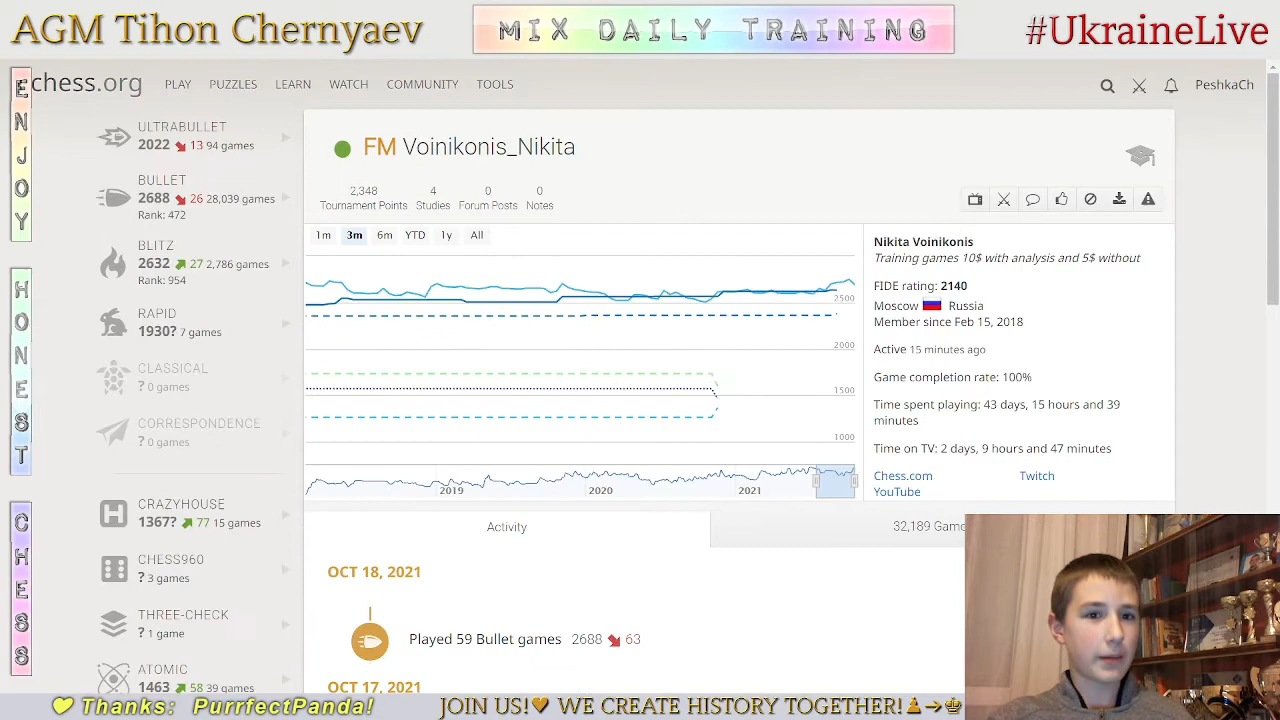 AGM Tihon Chernyaev
MIX DAILY TRAINING
#UkraineLive
ENJOY
HONEST
CHESS
chess.org
PLAY PUZZLES LEARN WATCH COMMUNITY TOOLS
PeshkaCh
ULTRABULLET
2022 13 94 games
BULLET
2688 26 28,039 games
Rank: 472
BLITZ
2632 27 2,786 games
Rank: 954
RAPID
1930? 7 games
CLASSICAL
? 0 games
CORRESPONDENCE
? 0 games
CRAZYHOUSE
1367? 77 15 games
CHESS960
? 3 games
THREE-CHECK
? 1 game
ATOMIC
1463 58 39 games
FM Voinikonis_Nikita
2,348 4 0 0
Tournament Points Studies Forum Posts Notes
1m 3m 6m YTD 1y All
2500
2000
1500
1000
2019 2020 2021
Nikita Voinikonis
Training games 10$ with analysis and 5$ without
FIDE rating: 2140
Moscow Russia
Member since Feb 15, 2018
Active 15 minutes ago
Game completion rate: 100%
Time spent playing: 43 days, 15 hours and 39
minutes
Time on TV: 2 days, 9 hours and 47 minutes
Chess.com Twitch
YouTube
Activity 32,189 Game
OCT 18, 2021
Played 59 Bullet games 2688 63
OCT 17, 2021
Thanks: PurrfectPanda!
JOIN US! WE CREATE HISTORY TOGETHER!